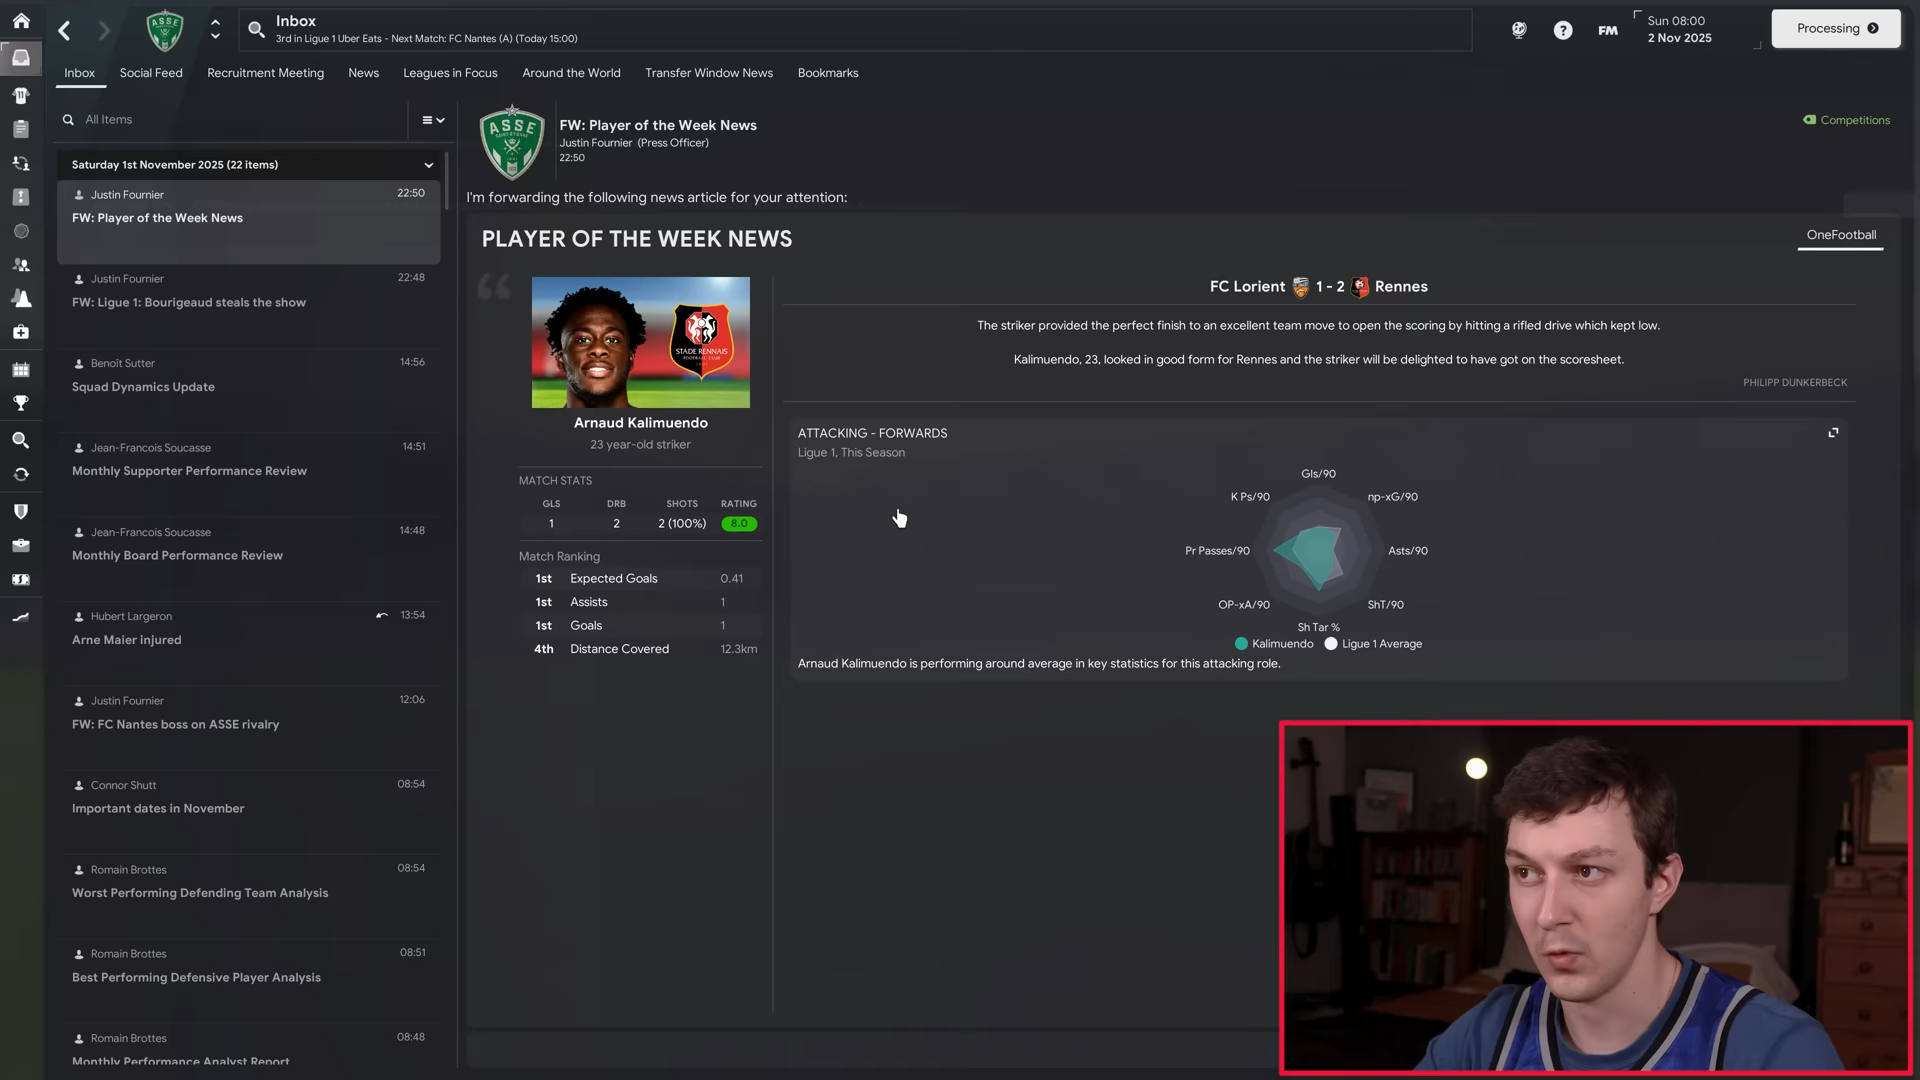 Inbox
3rd in Ligue 1 Uber Eats - Next Match: FC Nantes (A) (Today 15:00)
FM
Sun 08:00
2 Nov 2025
Processing
Inbox
Social Feed
Recruitment Meeting
News
Leagues in Focus
Around the World
Transfer Window News
Bookmarks
All Items
Saturday 1st November 2025 (22 items)
Justin Fournier 22:50
FW: Player of the Week News
Justin Fournier 22:48
FW: Ligue 1: Bourigeaud steals the show
Benoît Sutter 14:56
Squad Dynamics Update
Jean-Francois Soucasse 14:51
Monthly Supporter Performance Review
Jean-Francois Soucasse 14:48
Monthly Board Performance Review
Hubert Largeron 13:54
Arne Maier injured
Justin Fournier 12:06
FW: FC Nantes boss on ASSE rivalry
Connor Shutt 08:54
Important dates in November
Romain Brottes 08:54
Worst Performing Defending Team Analysis
Romain Brottes 08:51
Best Performing Defensive Player Analysis
Romain Brottes 08:48
Monthly Performance Analyst Report
ASSE
FW: Player of the Week News
Justin Fournier (Press Officer)
22:50
Competitions
I'm forwarding the following news article for your attention:
PLAYER OF THE WEEK NEWS
OneFootball
STADE RENNAIS
FOOTBALL CLUB
Arnaud Kalimuendo
23 year-old striker
MATCH STATS
GLS DRB SHOTS RATING
1 2 2 (100%) 8.0
Match Ranking
1st Expected Goals 0.41
1st Assists 1
1st Goals 1
4th Distance Covered 12.3km
FC Lorient 1 - 2 Rennes
The striker provided the perfect finish to an excellent team move to open the scoring by hitting a rifled drive which kept low.
Kalimuendo, 23, looked in good form for Rennes and the striker will be delighted to have got on the scoresheet.
PHILIPP DUNKERBECK
ATTACKING - FORWARDS
Ligue 1, This Season
Gls/90
K Ps/90
np-xG/90
Pr Passes/90
Asts/90
OP-xA/90
ShT/90
Sh Tar %
Kalimuendo
Ligue 1 Average
Arnaud Kalimuendo is performing around average in key statistics for this attacking role.